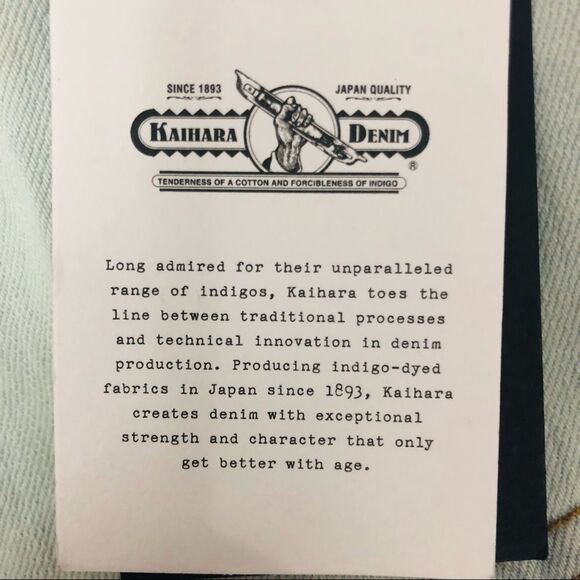 SINCE 1893 JAPAN QUALITY
KAIHARA DENIM
®
TENDERNESS OF A COTTON AND FORCIBLENESS OF INDIGO
Long admired for their unparalleled
range of indigos, Kaihara toes the
line between traditional processes
and technical innovation in denim
production. Producing indigo-dyed
fabrics in Japan since 1893, Kaihara
creates denim with exceptional
strength and character that only
get better with age.